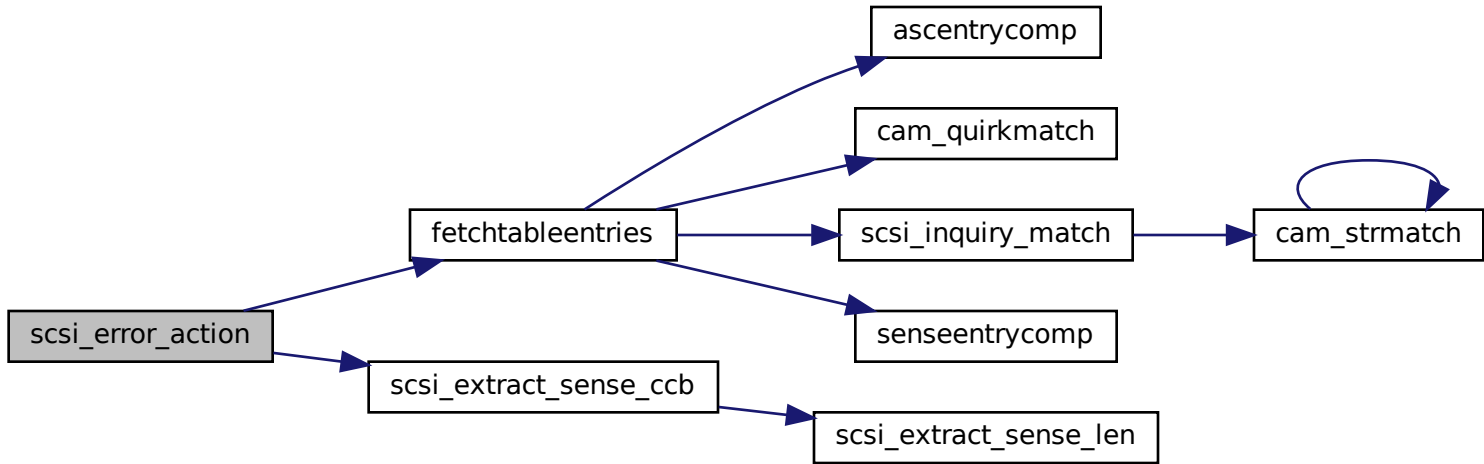 ascentrycomp
cam_quirkmatch
fetchtableentries
scsi_inquiry_match
cam_strmatch
scsi_error_action
senseentrycomp
scsi_extract_sense_ccb
scsi_extract_sense_len